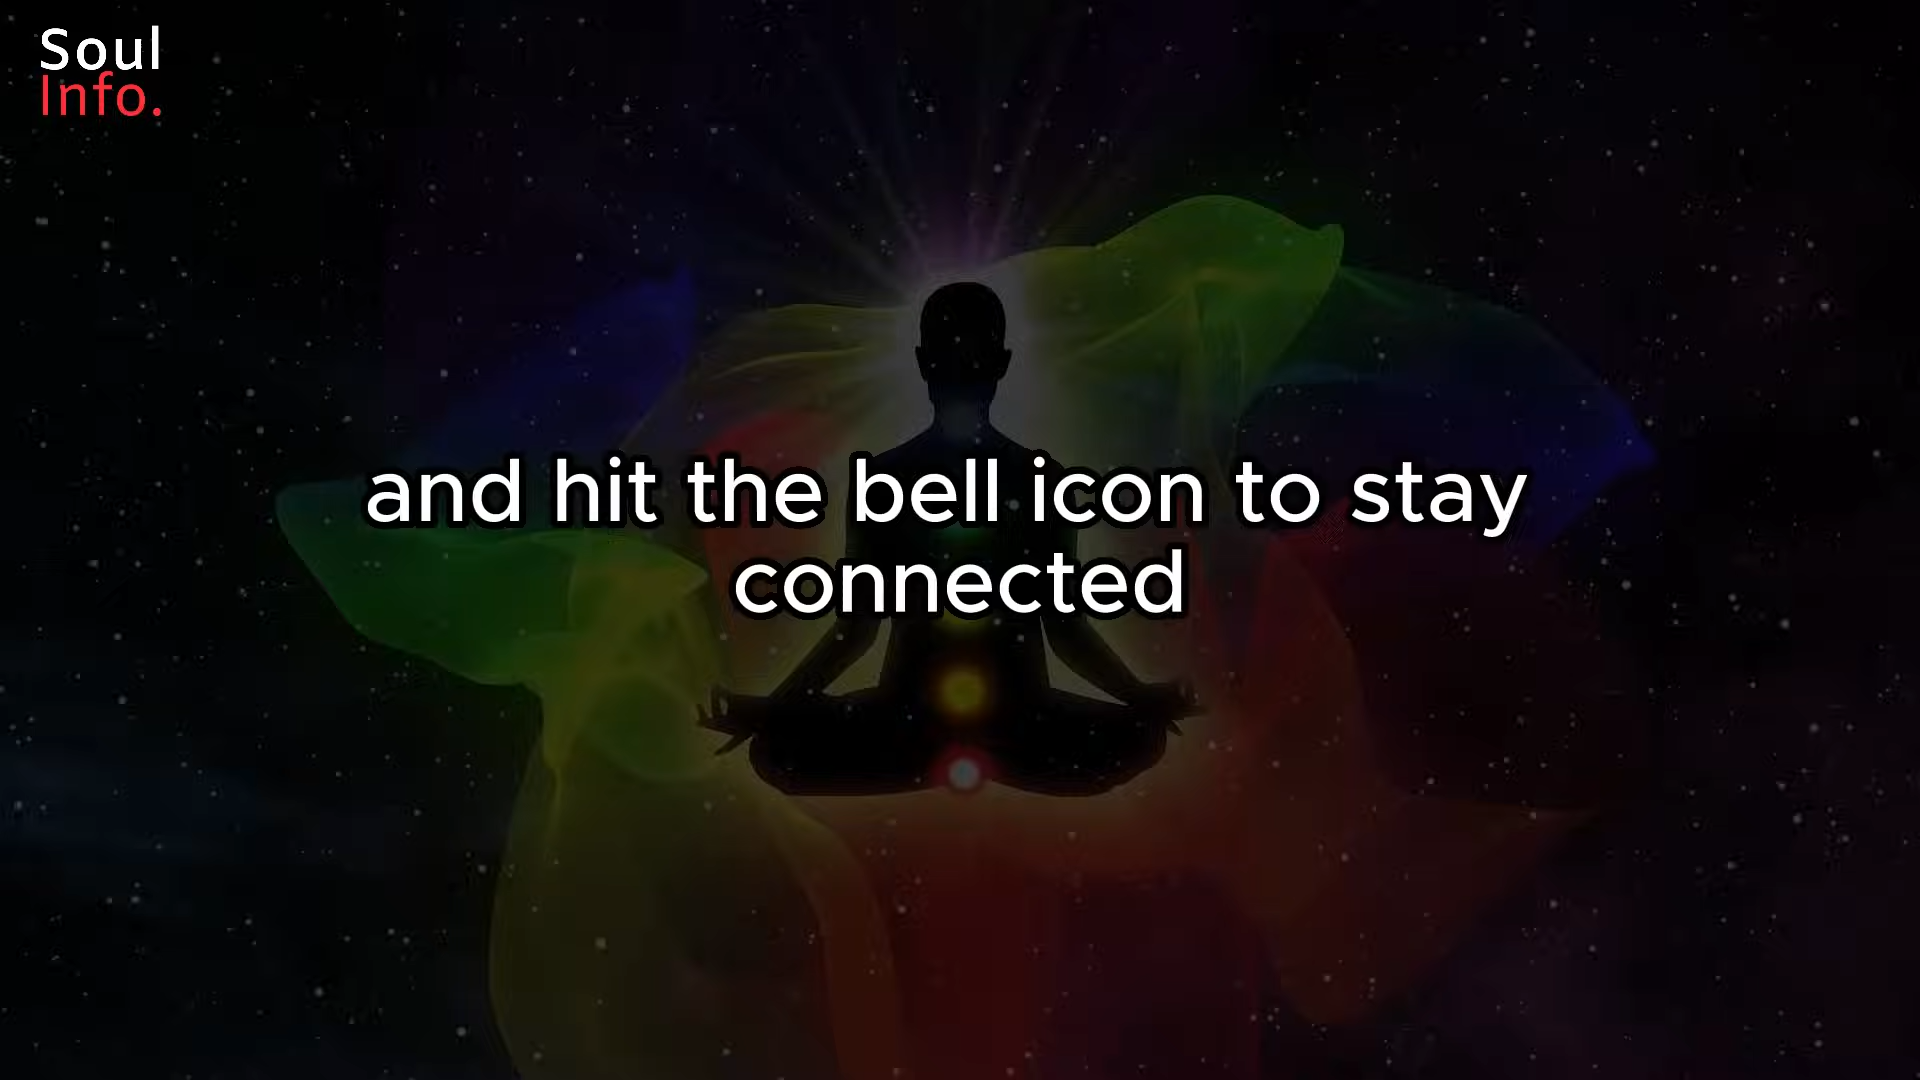 Soul
Info.
and hit the bell icon to stay
connected